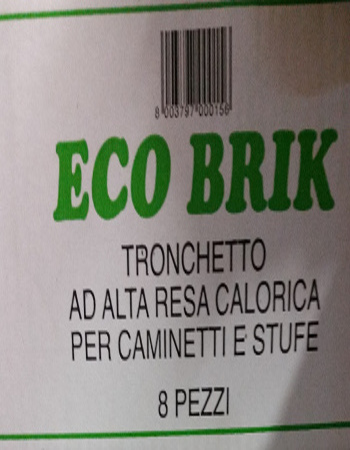 8 003797 000156
ECO BRIK
TRONCHETTO
AD ALTA RESA CALORICA
PER CAMINETTI E STUFE
8 PEZZI